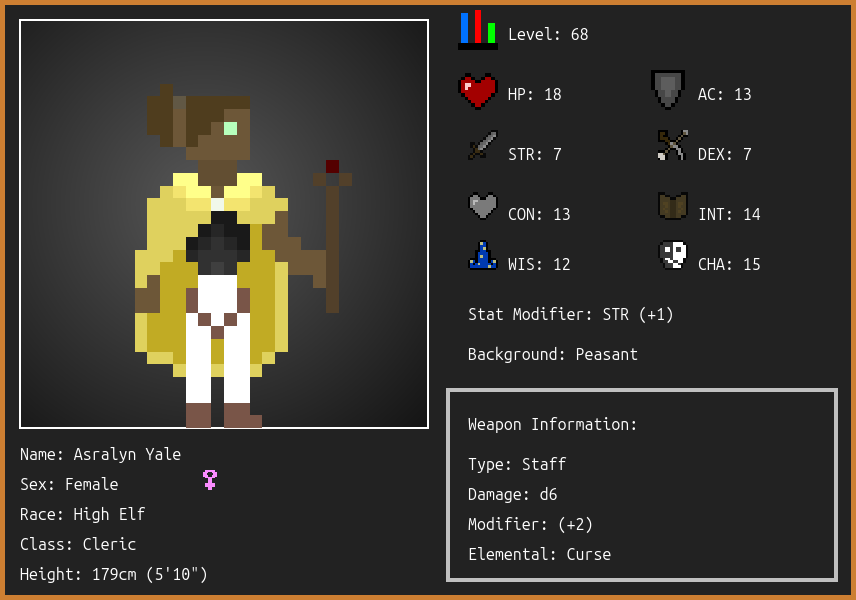 Level: 68
HP: 18
AC: 13
STR: 7
DEX: 7
CON: 13
INT: 14
WIS: 12
CHA: 15
Stat Modifier: STR (+1)
Background: Peasant
Weapon Information:
Type: Staff
Damage: d6
Modifier: (+2)
Elemental: Curse
Name: Asralyn Yale
Sex: Female
Race: High Elf
Class: Cleric
Height: 179cm (5'10")